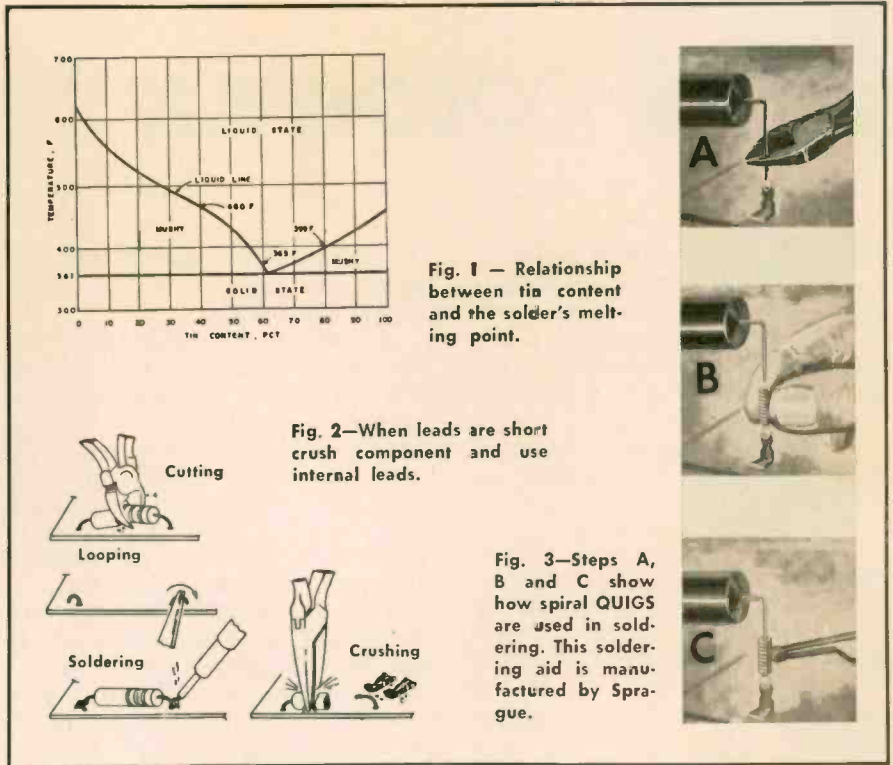 700
600
500
400
361
300
TEMPERATURE, F
LIQUID STATE
LIQUID LINE
460 F
MUSHY
MUSHY
SOLID STATE
0 10 20 30 40 50 60 70 80 90 100
TIN CONTENT, PCT
Fig. 1 — Relationship
between tin content
and the solder's melt-
ing point.
Fig. 2—When leads are short
crush component and use
internal leads.
Cutting
Looping
Soldering
Crushing
Fig. 3—Steps A,
B and C show
how spiral QUIGS
are used in sold-
ering. This solder-
ing aid is manu-
factured by Spra-
gue.
A
B
C